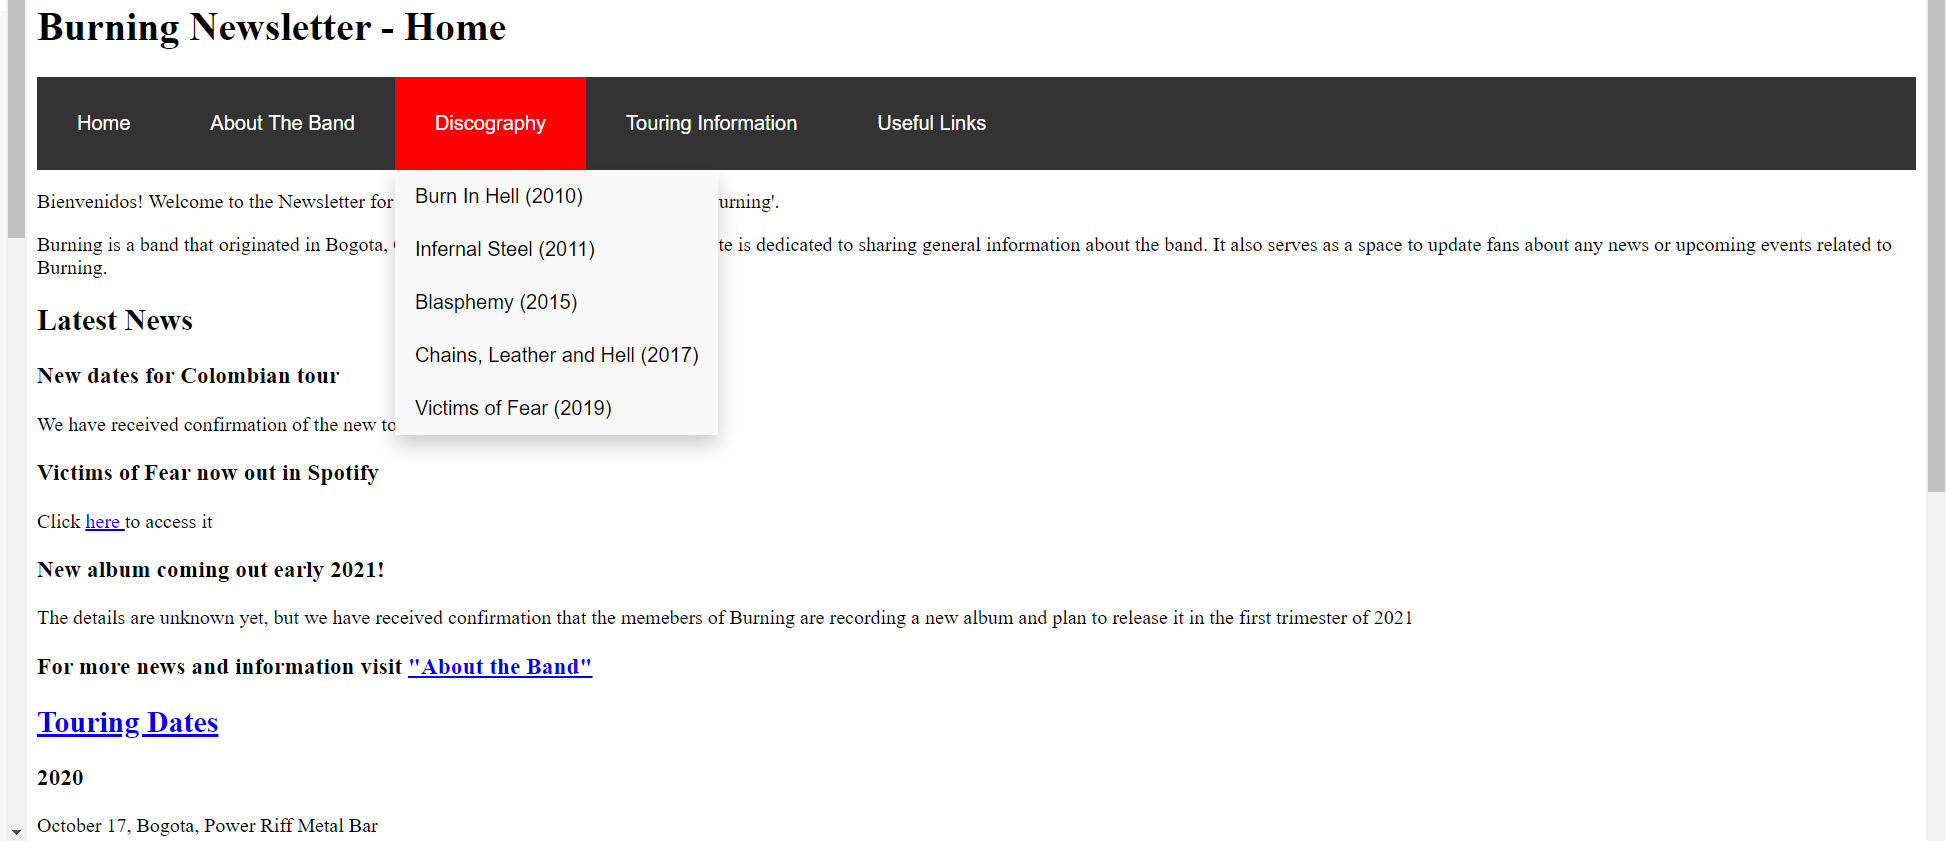 Burning Newsletter - Home
Home About The Band Discography Touring Information Useful Links
Burn In Hell (2010)
Infernal Steel (2011)
Blasphemy (2015)
Chains, Leather and Hell (2017)
Victims of Fear (2019)
Bienvenidos! Welcome to the Newsletter for urning'.
Burning is a band that originated in Bogota, te is dedicated to sharing general information about the band. It also serves as a space to update fans about any news or upcoming events related to
Burning.
Latest News
New dates for Colombian tour
We have received confirmation of the new to
Victims of Fear now out in Spotify
Click here to access it
New album coming out early 2021!
The details are unknown yet, but we have received confirmation that the memebers of Burning are recording a new album and plan to release it in the first trimester of 2021
For more news and information visit "About the Band"
Touring Dates
2020
October 17, Bogota, Power Riff Metal Bar